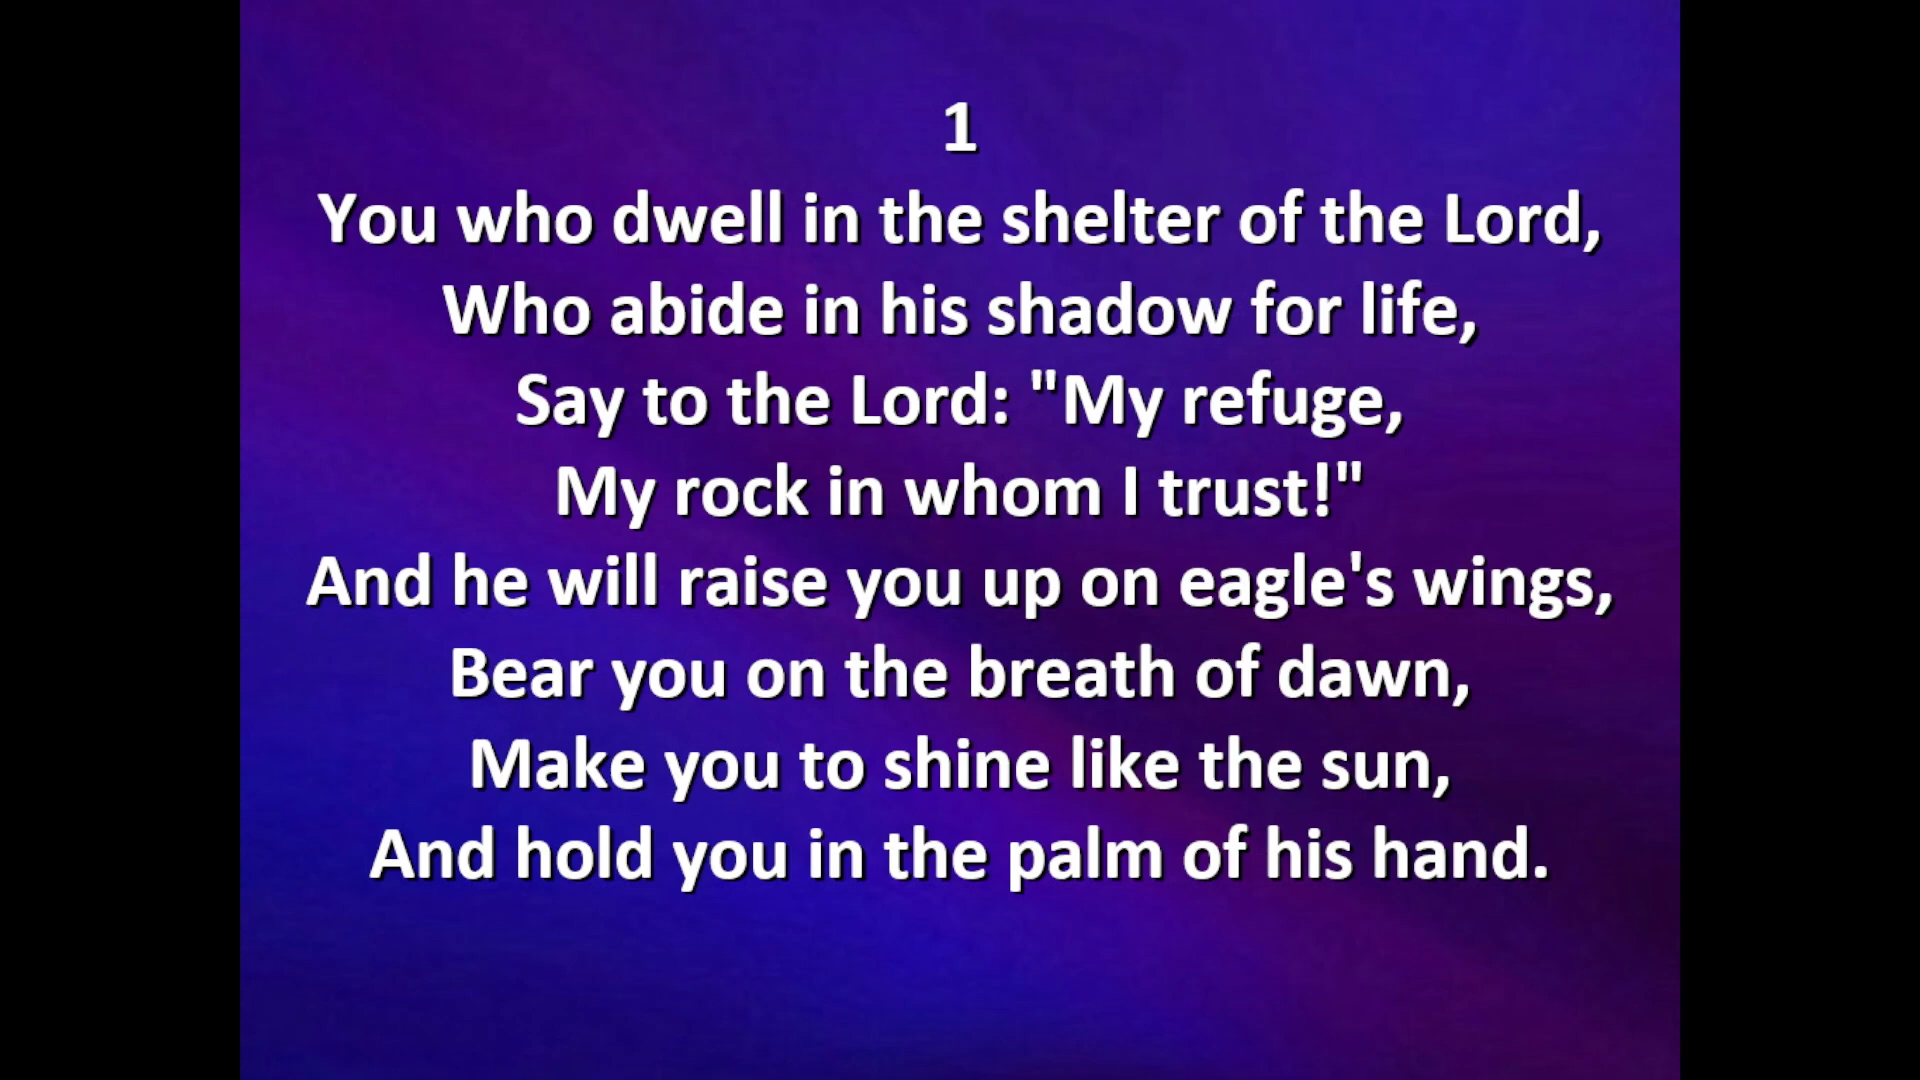 1
You who dwell in the shelter of the Lord,
Who abide in his shadow for life,
Say to the Lord: "My refuge,
My rock in whom I trust!"
And he will raise you up on eagle's wings,
Bear you on the breath of dawn,
Make you to shine like the sun,
And hold you in the palm of his hand.